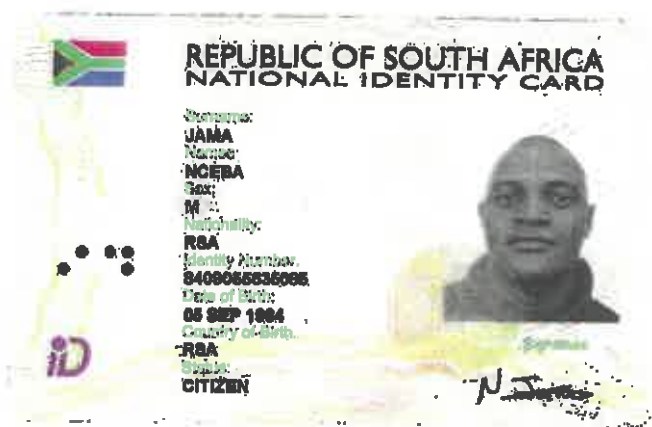 REPUBLIC OF SOUTH AFRICA
NATIONAL IDENTITY CARD
Surname:
JAMA
Names:
NCEBA
Sex:
M
Nationality:
RSA
Identity Number:
Date of Birth:
05 SEP 1984
Country of Birth:
RSA
Status:
CITIZEN
Signature
iD